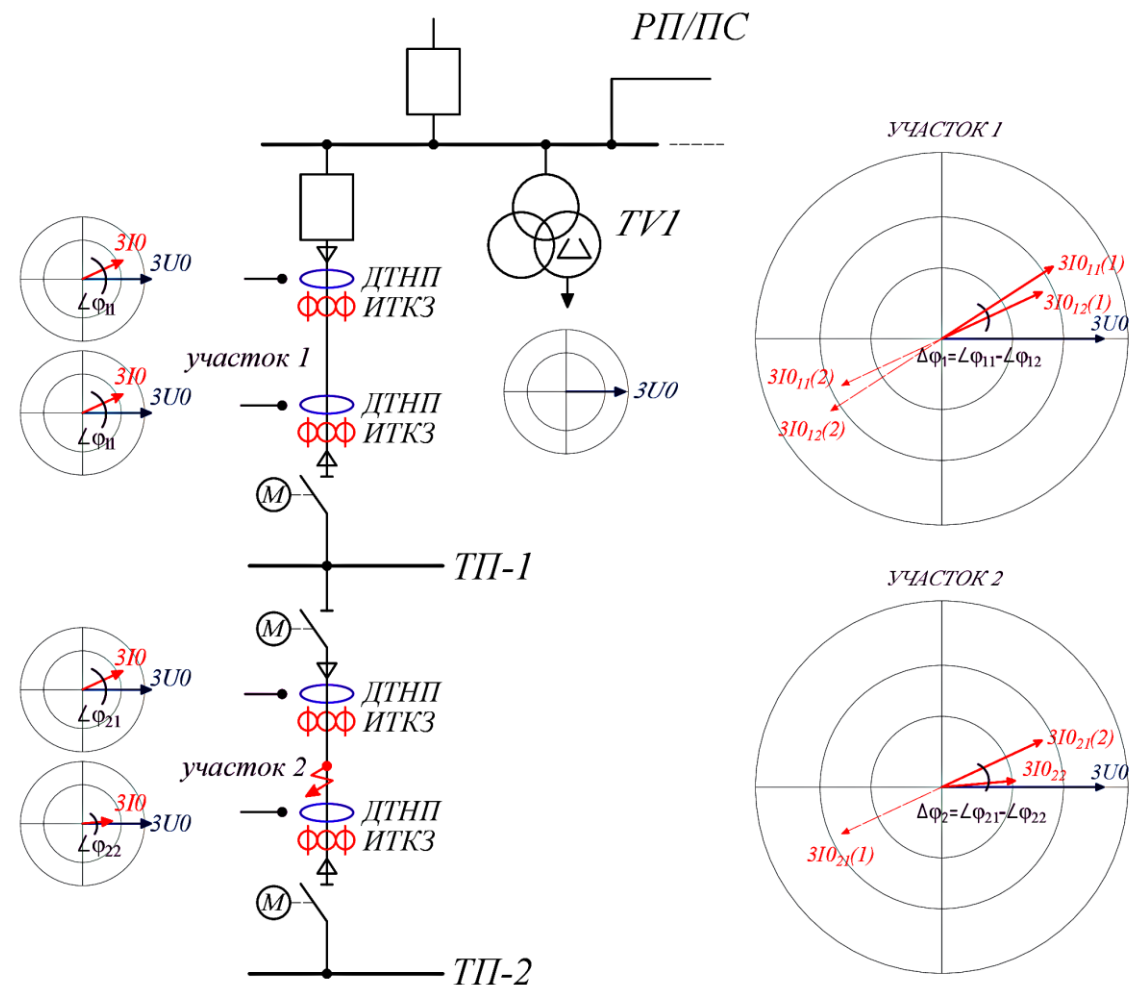 РП/ПС
УЧАСТОК 1
TV1
3I0
3U0
∠φ11
ДТНП
ИТКЗ
3I0₁₁(1)
3I0₁₂(1)
3U0
Δφ₁=∠φ₁₁-∠φ₁₂
3I0₁₁(2)
3I0₁₂(2)
участок 1
3I0
3U0
∠φ11
ДТНП
ИТКЗ
3U0
М
ТП-1
УЧАСТОК 2
М
3I0
3U0
∠φ₂₁
ДТНП
ИТКЗ
3I0₂₁(2)
3I0₂₂
3U0
Δφ₂=∠φ₂₁-∠φ₂₂
3I0₂₁(1)
участок 2
3I0
3U0
∠φ₂₂
ДТНП
ИТКЗ
М
ТП-2